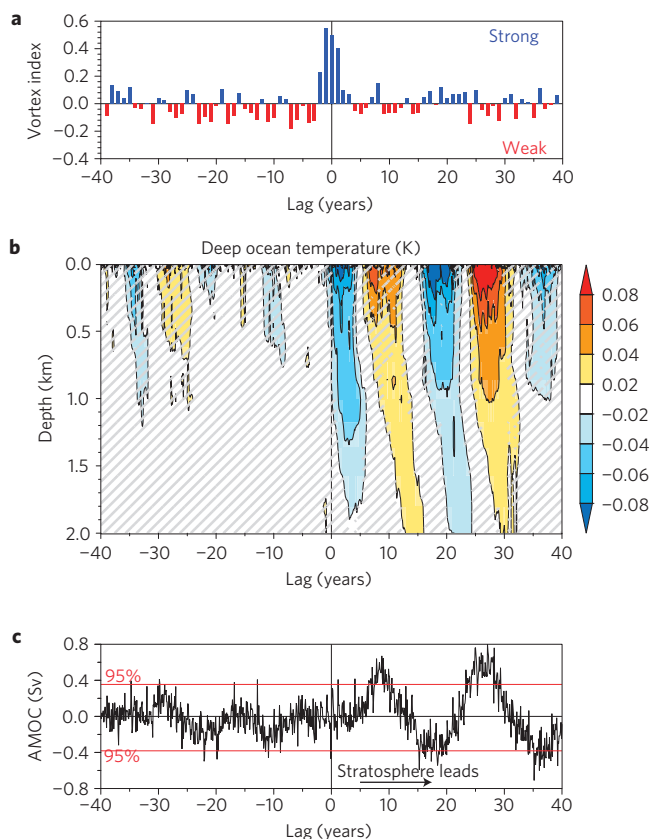 a
0.6
0.4
0.2
0.0
−0.2
−0.4
Vortex index
Strong
Weak
−40 −30 −20 −10 0 10 20 30 40
Lag (years)
b
Deep ocean temperature (K)
0.0
0.5
1.0
1.5
2.0
Depth (km)
−40 −30 −20 −10 0 10 20 30 40
Lag (years)
0.08
0.06
0.04
0.02
−0.02
−0.04
−0.06
−0.08
c
0.8
0.4
0.0
−0.4
−0.8
AMOC (Sv)
95%
95%
Stratosphere leads
−40 −30 −20 −10 0 10 20 30 40
Lag (years)